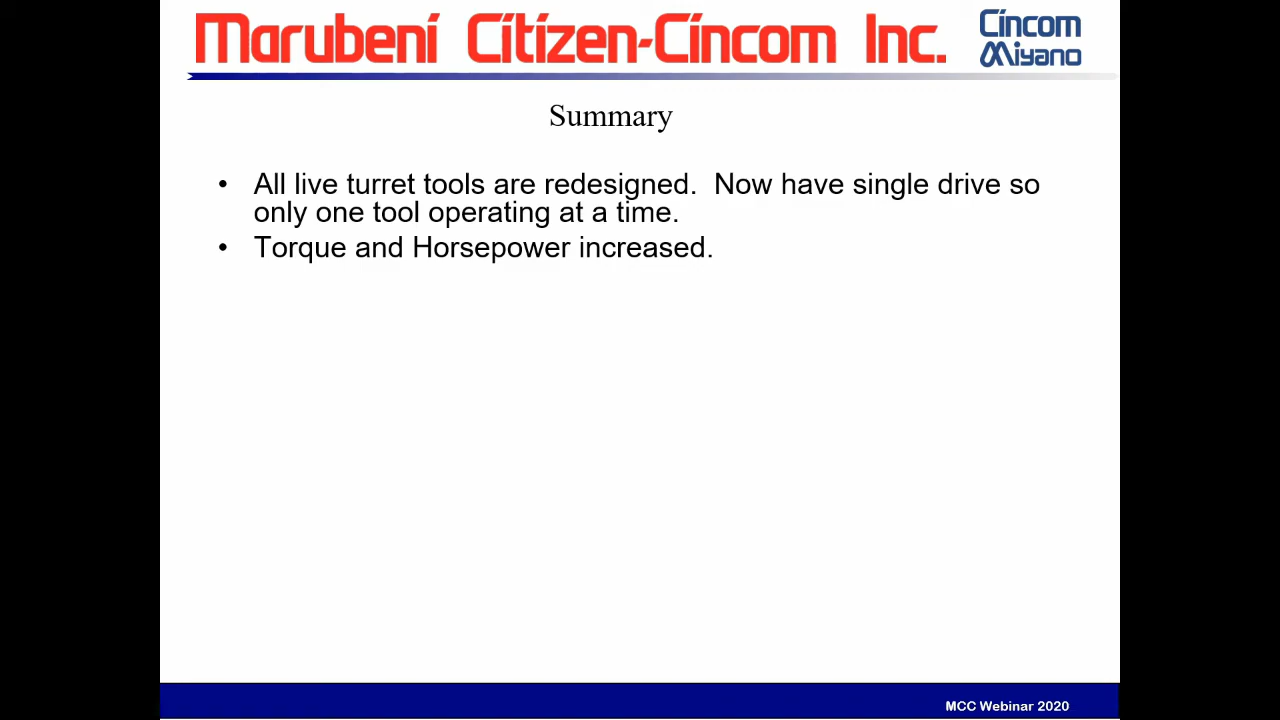 Marubeni Citizen-Cincom Inc.
Cincom
Miyano
Summary
• All live turret tools are redesigned.  Now have single drive so
only one tool operating at a time.
• Torque and Horsepower increased.
MCC Webinar 2020